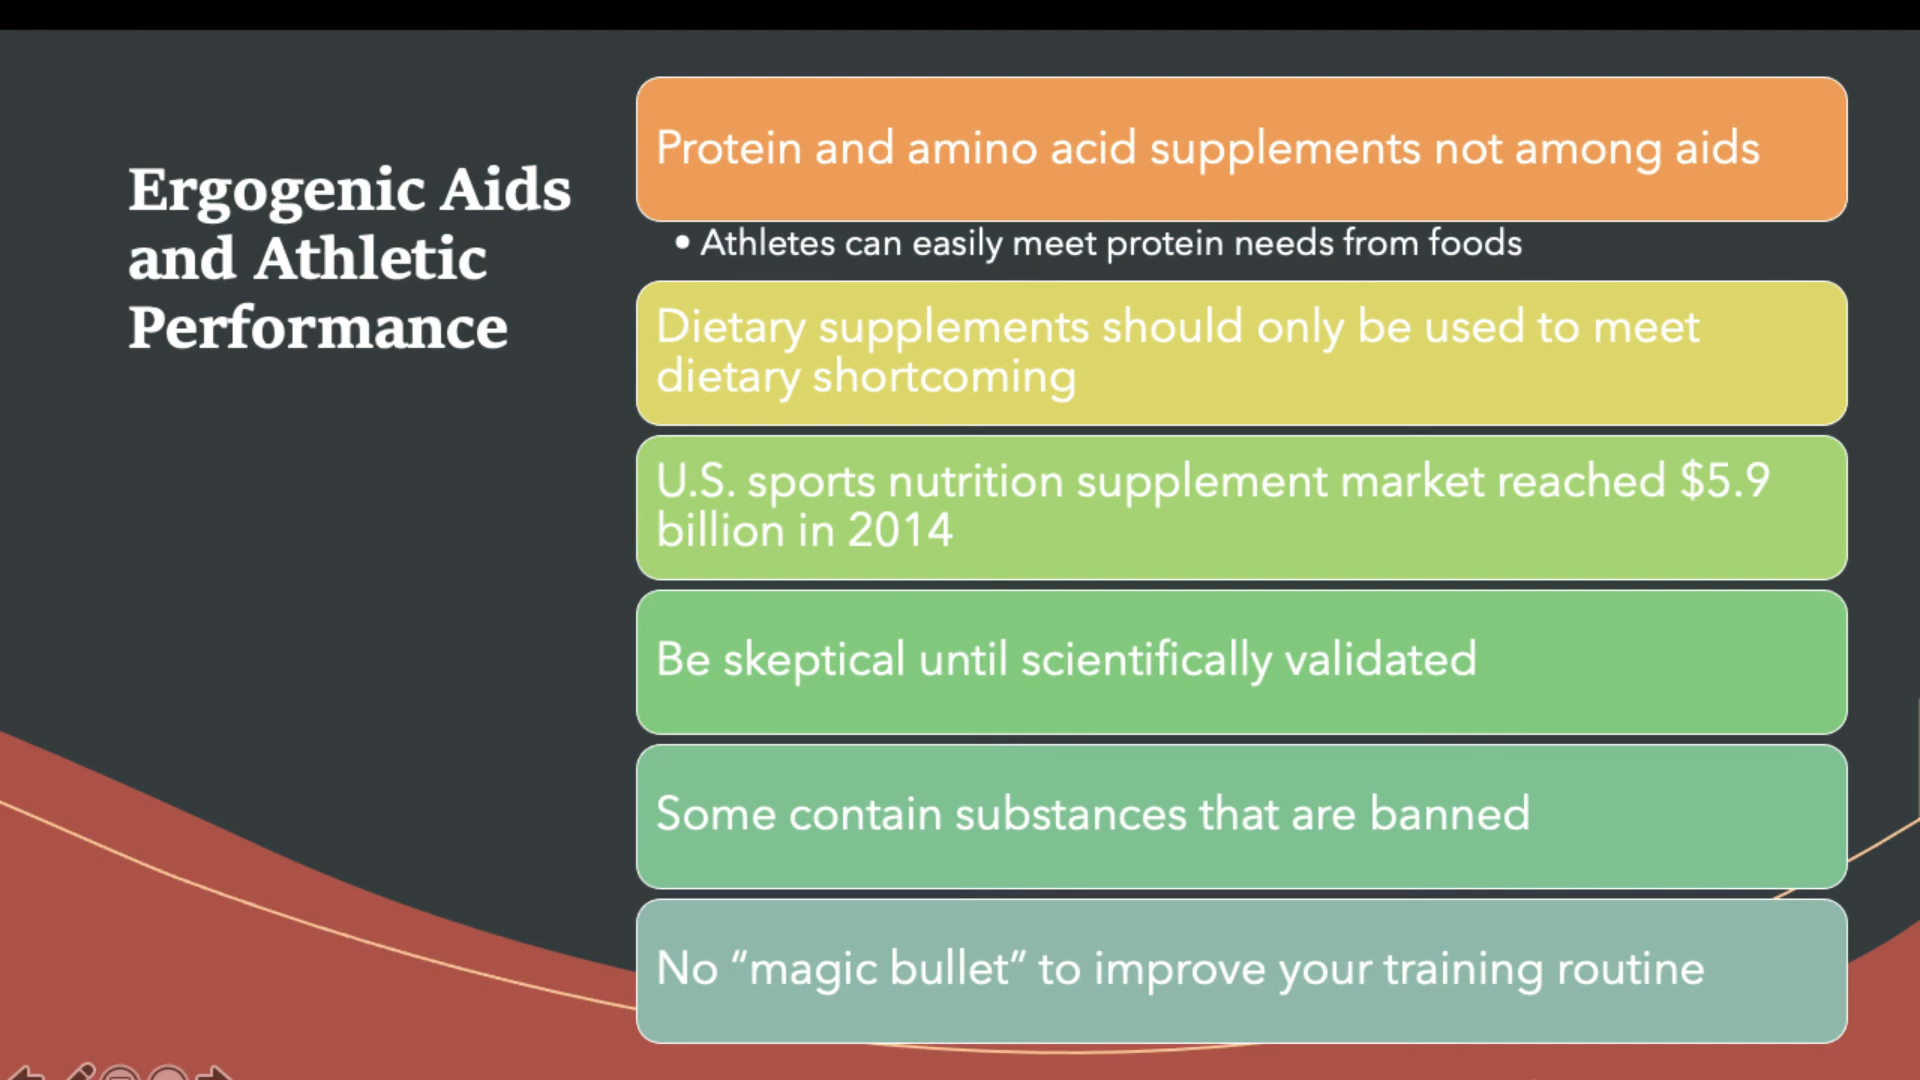 Ergogenic Aids
and Athletic
Performance
Protein and amino acid supplements not among aids
• Athletes can easily meet protein needs from foods
Dietary supplements should only be used to meet
dietary shortcoming
U.S. sports nutrition supplement market reached $5.9
billion in 2014
Be skeptical until scientifically validated
Some contain substances that are banned
No “magic bullet” to improve your training routine